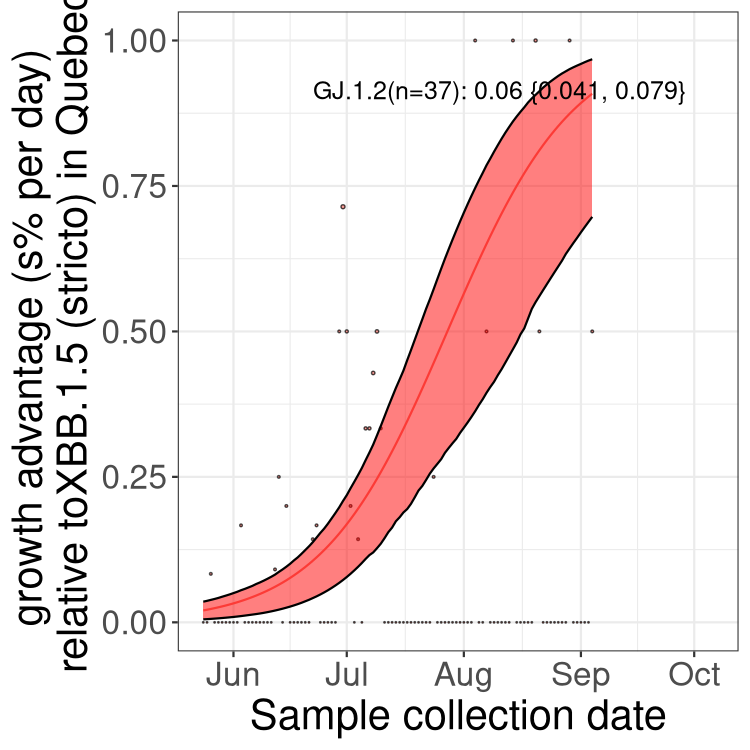 growth advantage (s% per day)
relative toXBB.1.5 (stricto) in Quebec
1.00
0.75
0.50
0.25
0.00
GJ.1.2(n=37): 0.06 {0.041, 0.079}
Jun Jul Aug Sep Oct
Sample collection date